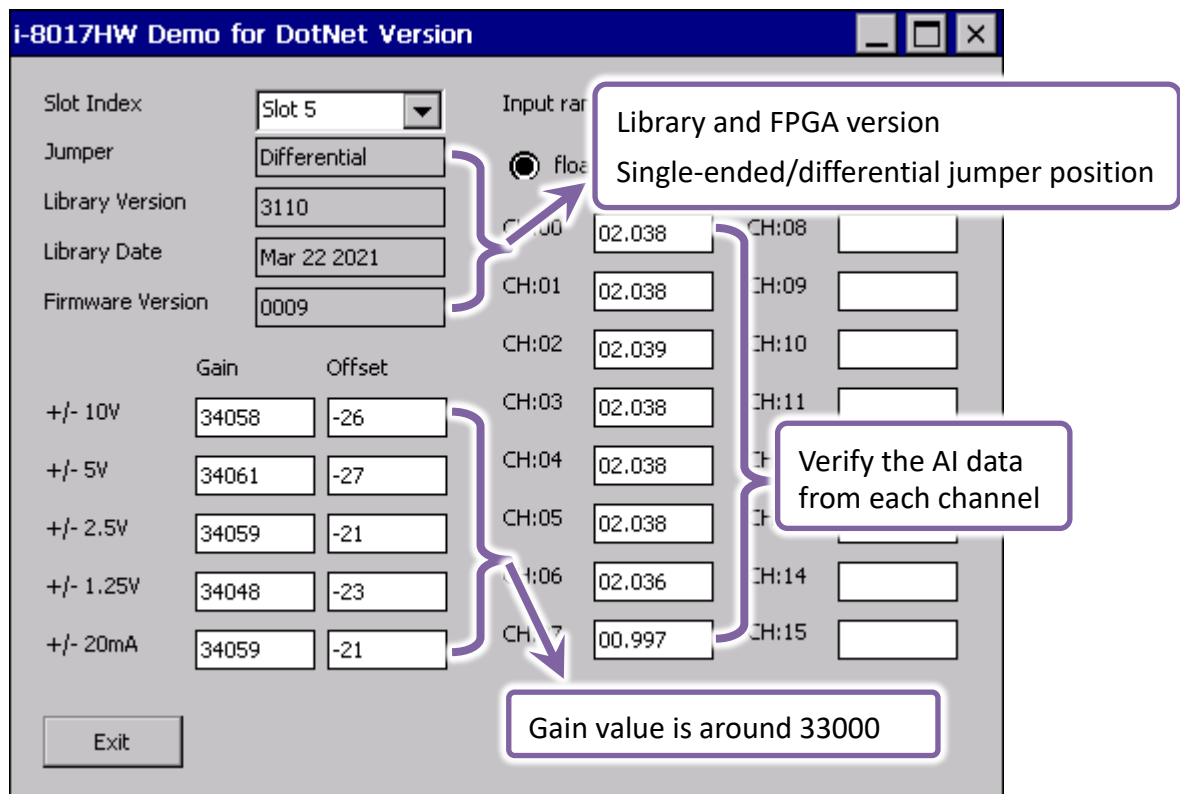 i-8017HW Demo for DotNet Version
Slot Index
Slot 5
Jumper
Differential
Library Version
3110
Library Date
Mar 22 2021
Firmware Version
0009
Input
Library and FPGA version
Single-ended/differential jumper position
Gain Offset
+/- 10V 34058 -26
+/- 5V 34061 -27
+/- 2.5V 34059 -21
+/- 1.25V 34048 -23
+/- 20mA 34059 -21
02.038 CH:08
CH:01 02.038 CH:09
CH:02 02.039 CH:10
CH:03 02.038 CH:11
CH:04 02.038
CH:05 02.038
02.036 CH:14
00.997 CH:15
Verify the AI data
from each channel
Gain value is around 33000
Exit